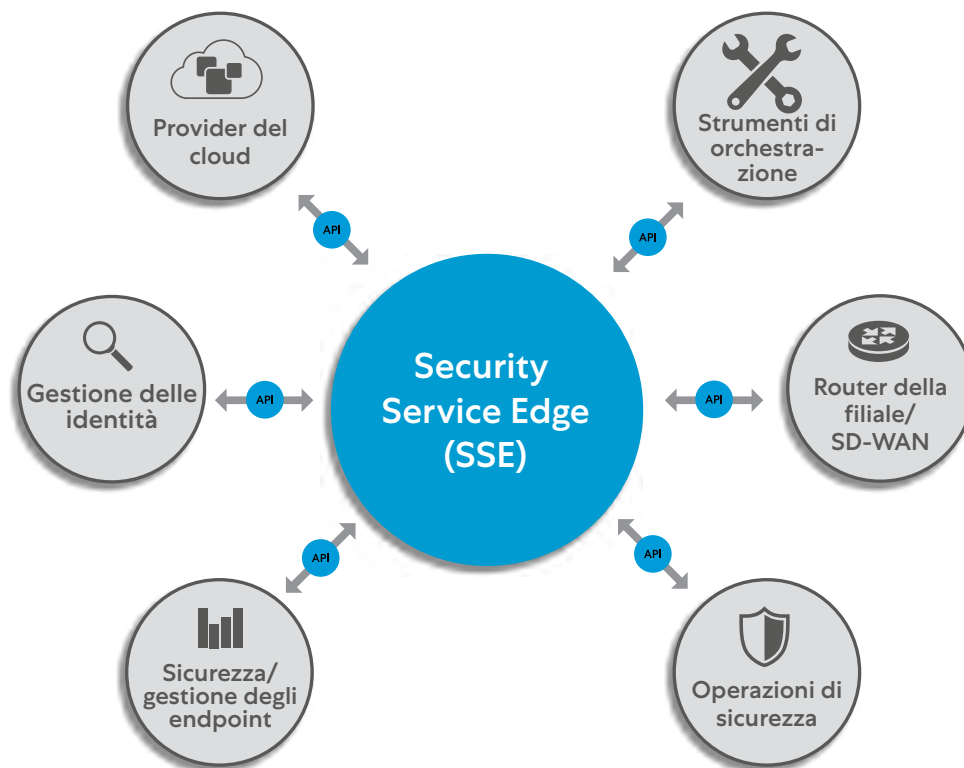 Provider del
cloud
Strumenti di
orchestra-
zione
API
API
Security
Service Edge
(SSE)
Gestione delle
identità
API
API
Router della
filiale/
SD-WAN
API
API
Sicurezza/
gestione degli
endpoint
Operazioni di
sicurezza